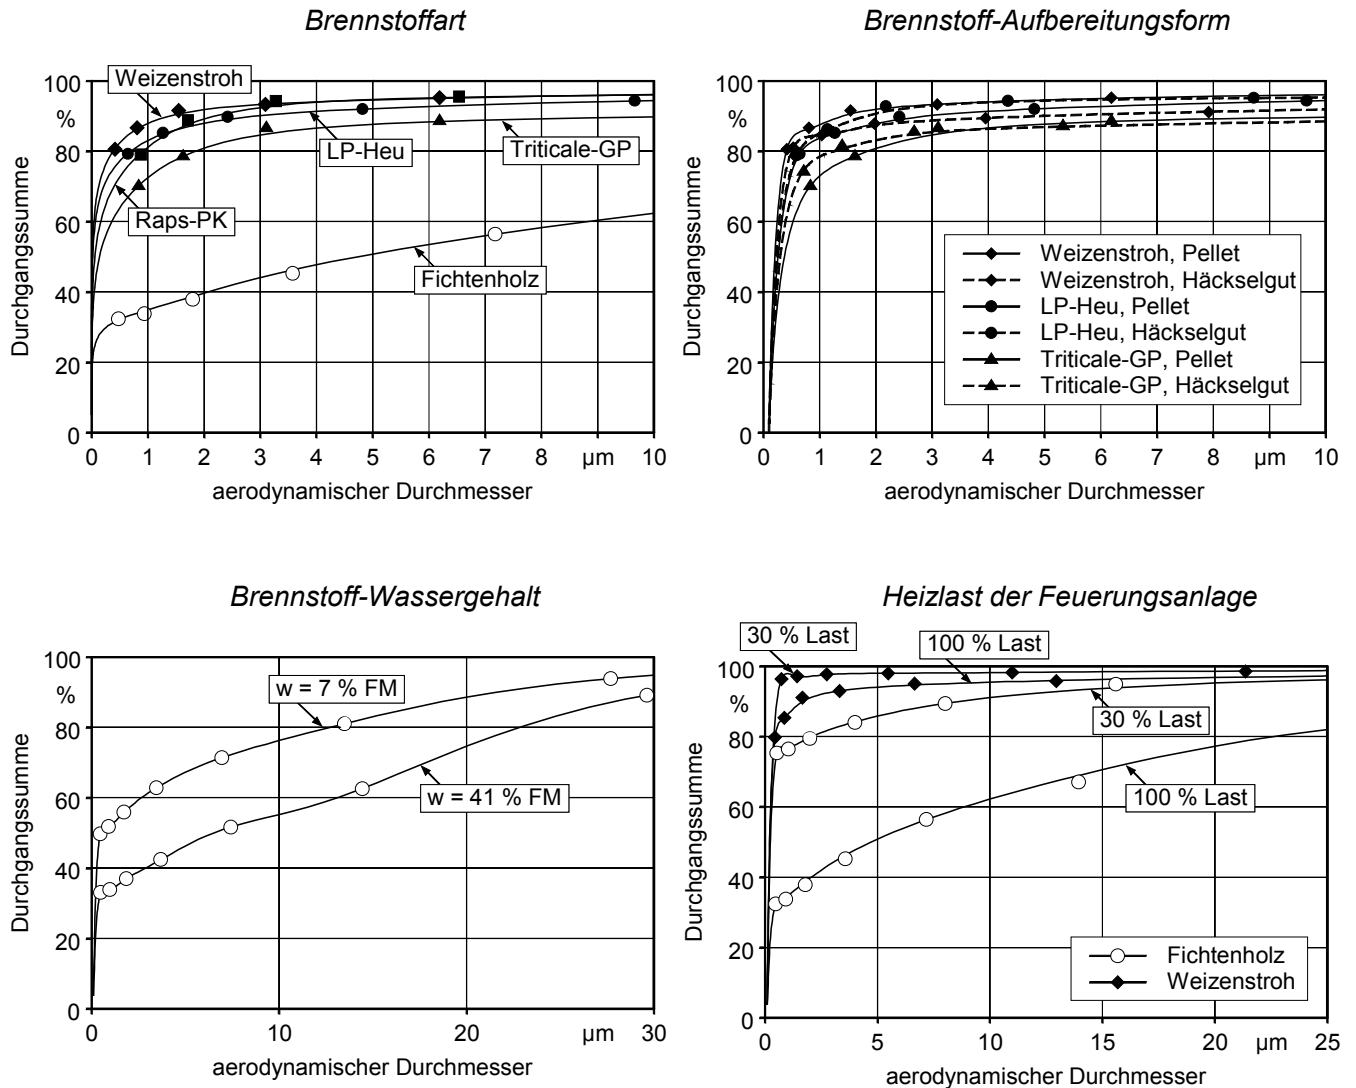 Brennstoffart
100
%
80
60
40
20
0
Durchgangssumme
Weizenstroh
LP-Heu
Triticale-GP
Raps-PK
Fichtenholz
0 1 2 3 4 5 6 7 8 µm 10
aerodynamischer Durchmesser
Brennstoff-Aufbereitungsform
100
%
80
60
40
20
0
Durchgangssumme
Weizenstroh, Pellet
Weizenstroh, Häckselgut
LP-Heu, Pellet
LP-Heu, Häckselgut
Triticale-GP, Pellet
Triticale-GP, Häckselgut
0 1 2 3 4 5 6 7 8 µm 10
aerodynamischer Durchmesser
Brennstoff-Wassergehalt
100
%
80
60
40
20
0
Durchgangssumme
w = 7 % FM
w = 41 % FM
0 10 20 µm 30
aerodynamischer Durchmesser
Heizlast der Feuerungsanlage
30 % Last
100 % Last
100
%
80
60
40
20
0
Durchgangssumme
30 % Last
100 % Last
Fichtenholz
Weizenstroh
0 5 10 15 20 µm 25
aerodynamischer Durchmesser